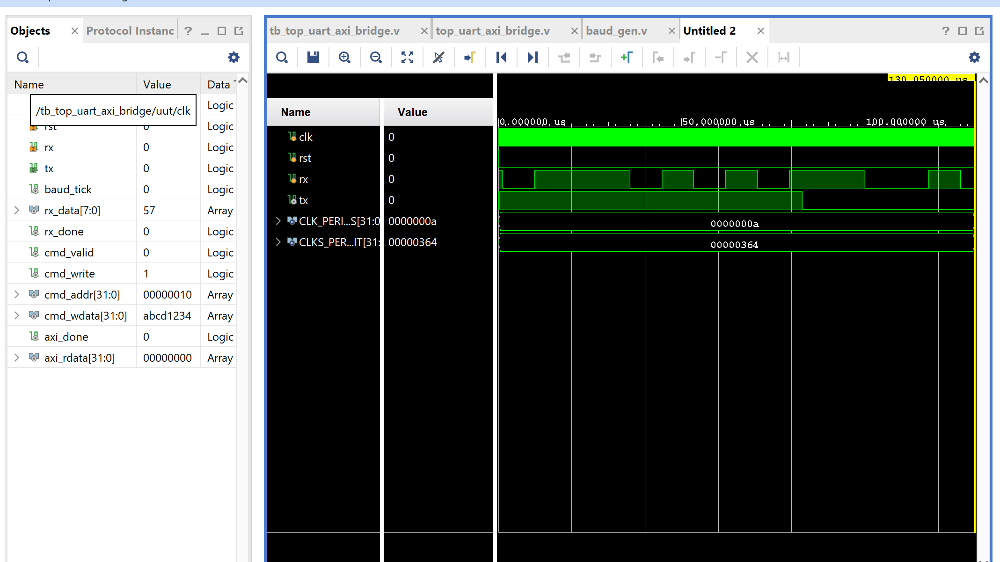 Objects
Protocol Instanc
?
Name Value Data
Logic
/tb_top_uart_axi_bridge/uut/clk
rst 0 Logic
rx 0 Logic
tx 0 Logic
baud_tick 0 Logic
rx_data[7:0] 57 Array
rx_done 0 Logic
cmd_valid 0 Logic
cmd_write 1 Logic
cmd_addr[31:0] 00000010 Array
cmd_wdata[31:0] abcd1234 Array
axi_done 0 Logic
axi_rdata[31:0] 00000000 Array
tb_top_uart_axi_bridge.v
top_uart_axi_bridge.v
baud_gen.v
Untitled 2
?
130.050000 us
Name Value
0.000000 us 50.000000 us 100.000000 us
clk 0
rst 0
rx 0
tx 0
CLK_PERI...S[31:0 0000000a 0000000a
CLKS_PER...IT[31: 00000364 00000364